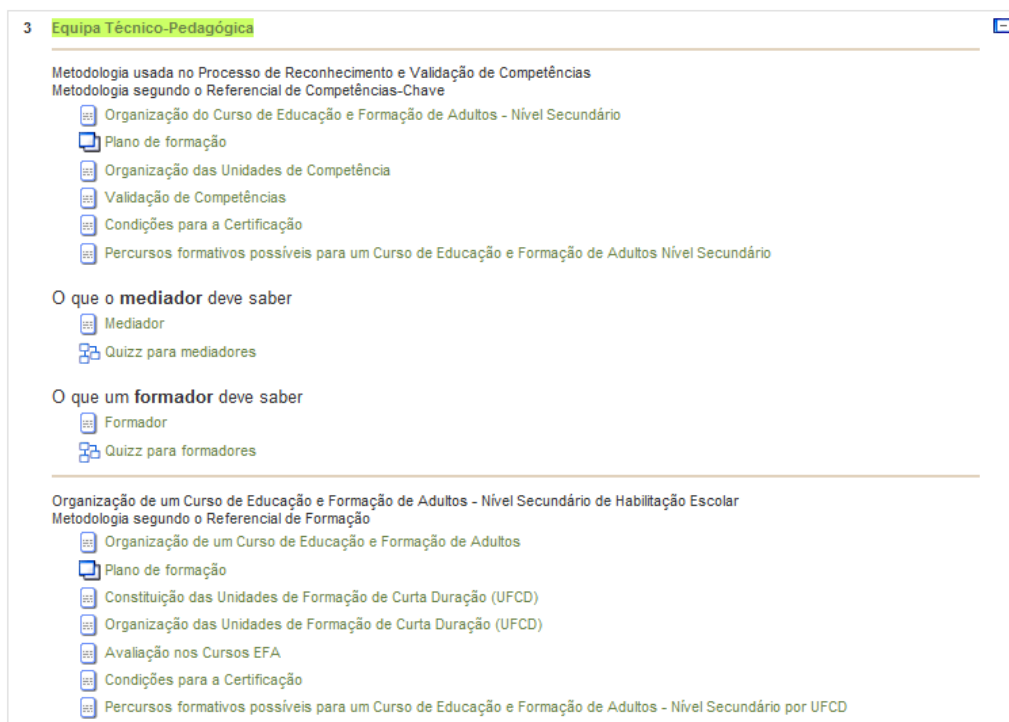 3 Equipa Técnico-Pedagógica
Metodologia usada no Processo de Reconhecimento e Validação de Competências
Metodologia segundo o Referencial de Competências-Chave
Organização do Curso de Educação e Formação de Adultos - Nível Secundário
Plano de formação
Organização das Unidades de Competência
Validação de Competências
Condições para a Certificação
Percursos formativos possíveis para um Curso de Educação e Formação de Adultos Nível Secundário
O que o mediador deve saber
Mediador
Quizz para mediadores
O que um formador deve saber
Formador
Quizz para formadores
Organização de um Curso de Educação e Formação de Adultos - Nível Secundário de Habilitação Escolar
Metodologia segundo o Referencial de Formação
Organização de um Curso de Educação e Formação de Adultos
Plano de formação
Constituição das Unidades de Formação de Curta Duração (UFCD)
Organização das Unidades de Formação de Curta Duração (UFCD)
Avaliação nos Cursos EFA
Condições para a Certificação
Percursos formativos possíveis para um Curso de Educação e Formação de Adultos - Nível Secundário por UFCD